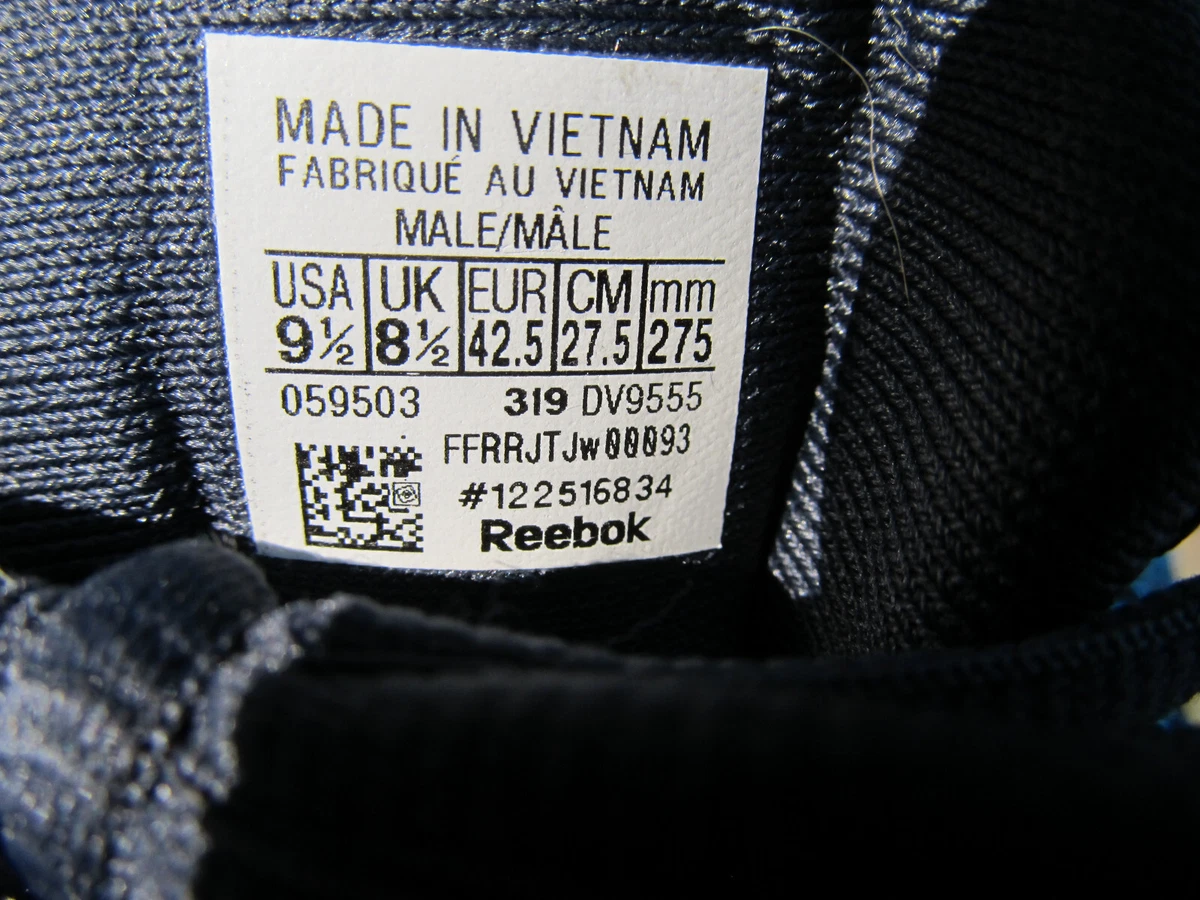 MADE IN VIETNAM
FABRIQUÉ AU VIETNAM
MALE/MÂLE
USA UK EUR CM mm
9½ 8½ 42.5 27.5 275
059503 319 DV9555
FFRRJTJw00093
#122516834
Reebok